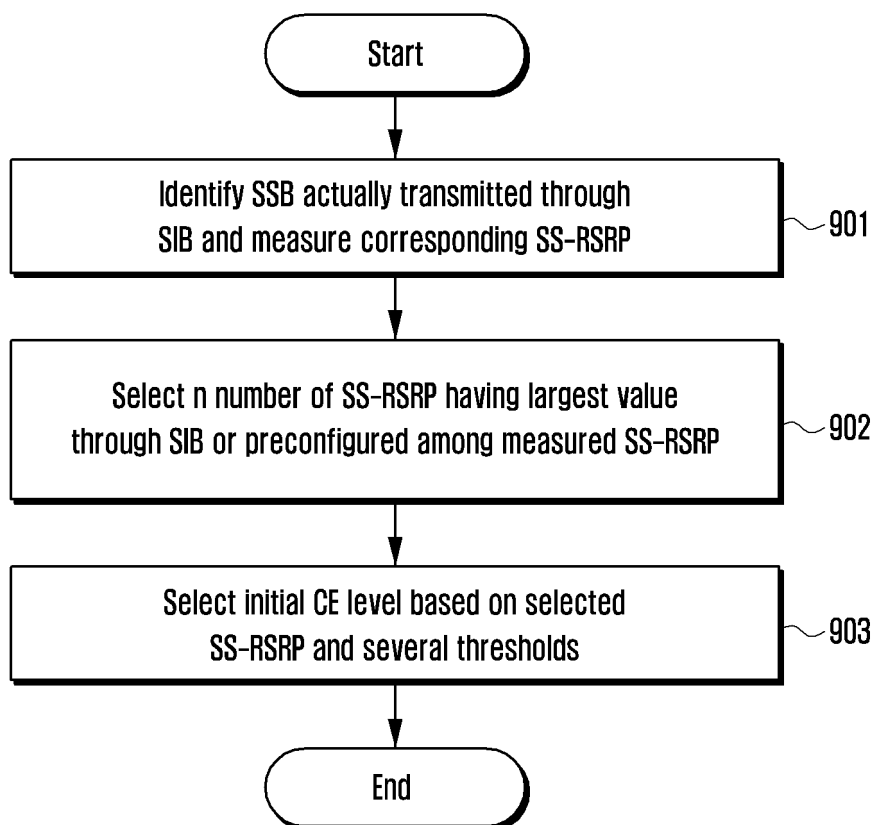 Start
Identify SSB actually transmitted through
SIB and measure corresponding SS-RSRP
901
Select n number of SS-RSRP having largest value
through SIB or preconfigured among measured SS-RSRP
902
Select initial CE level based on selected
SS-RSRP and several thresholds
903
End